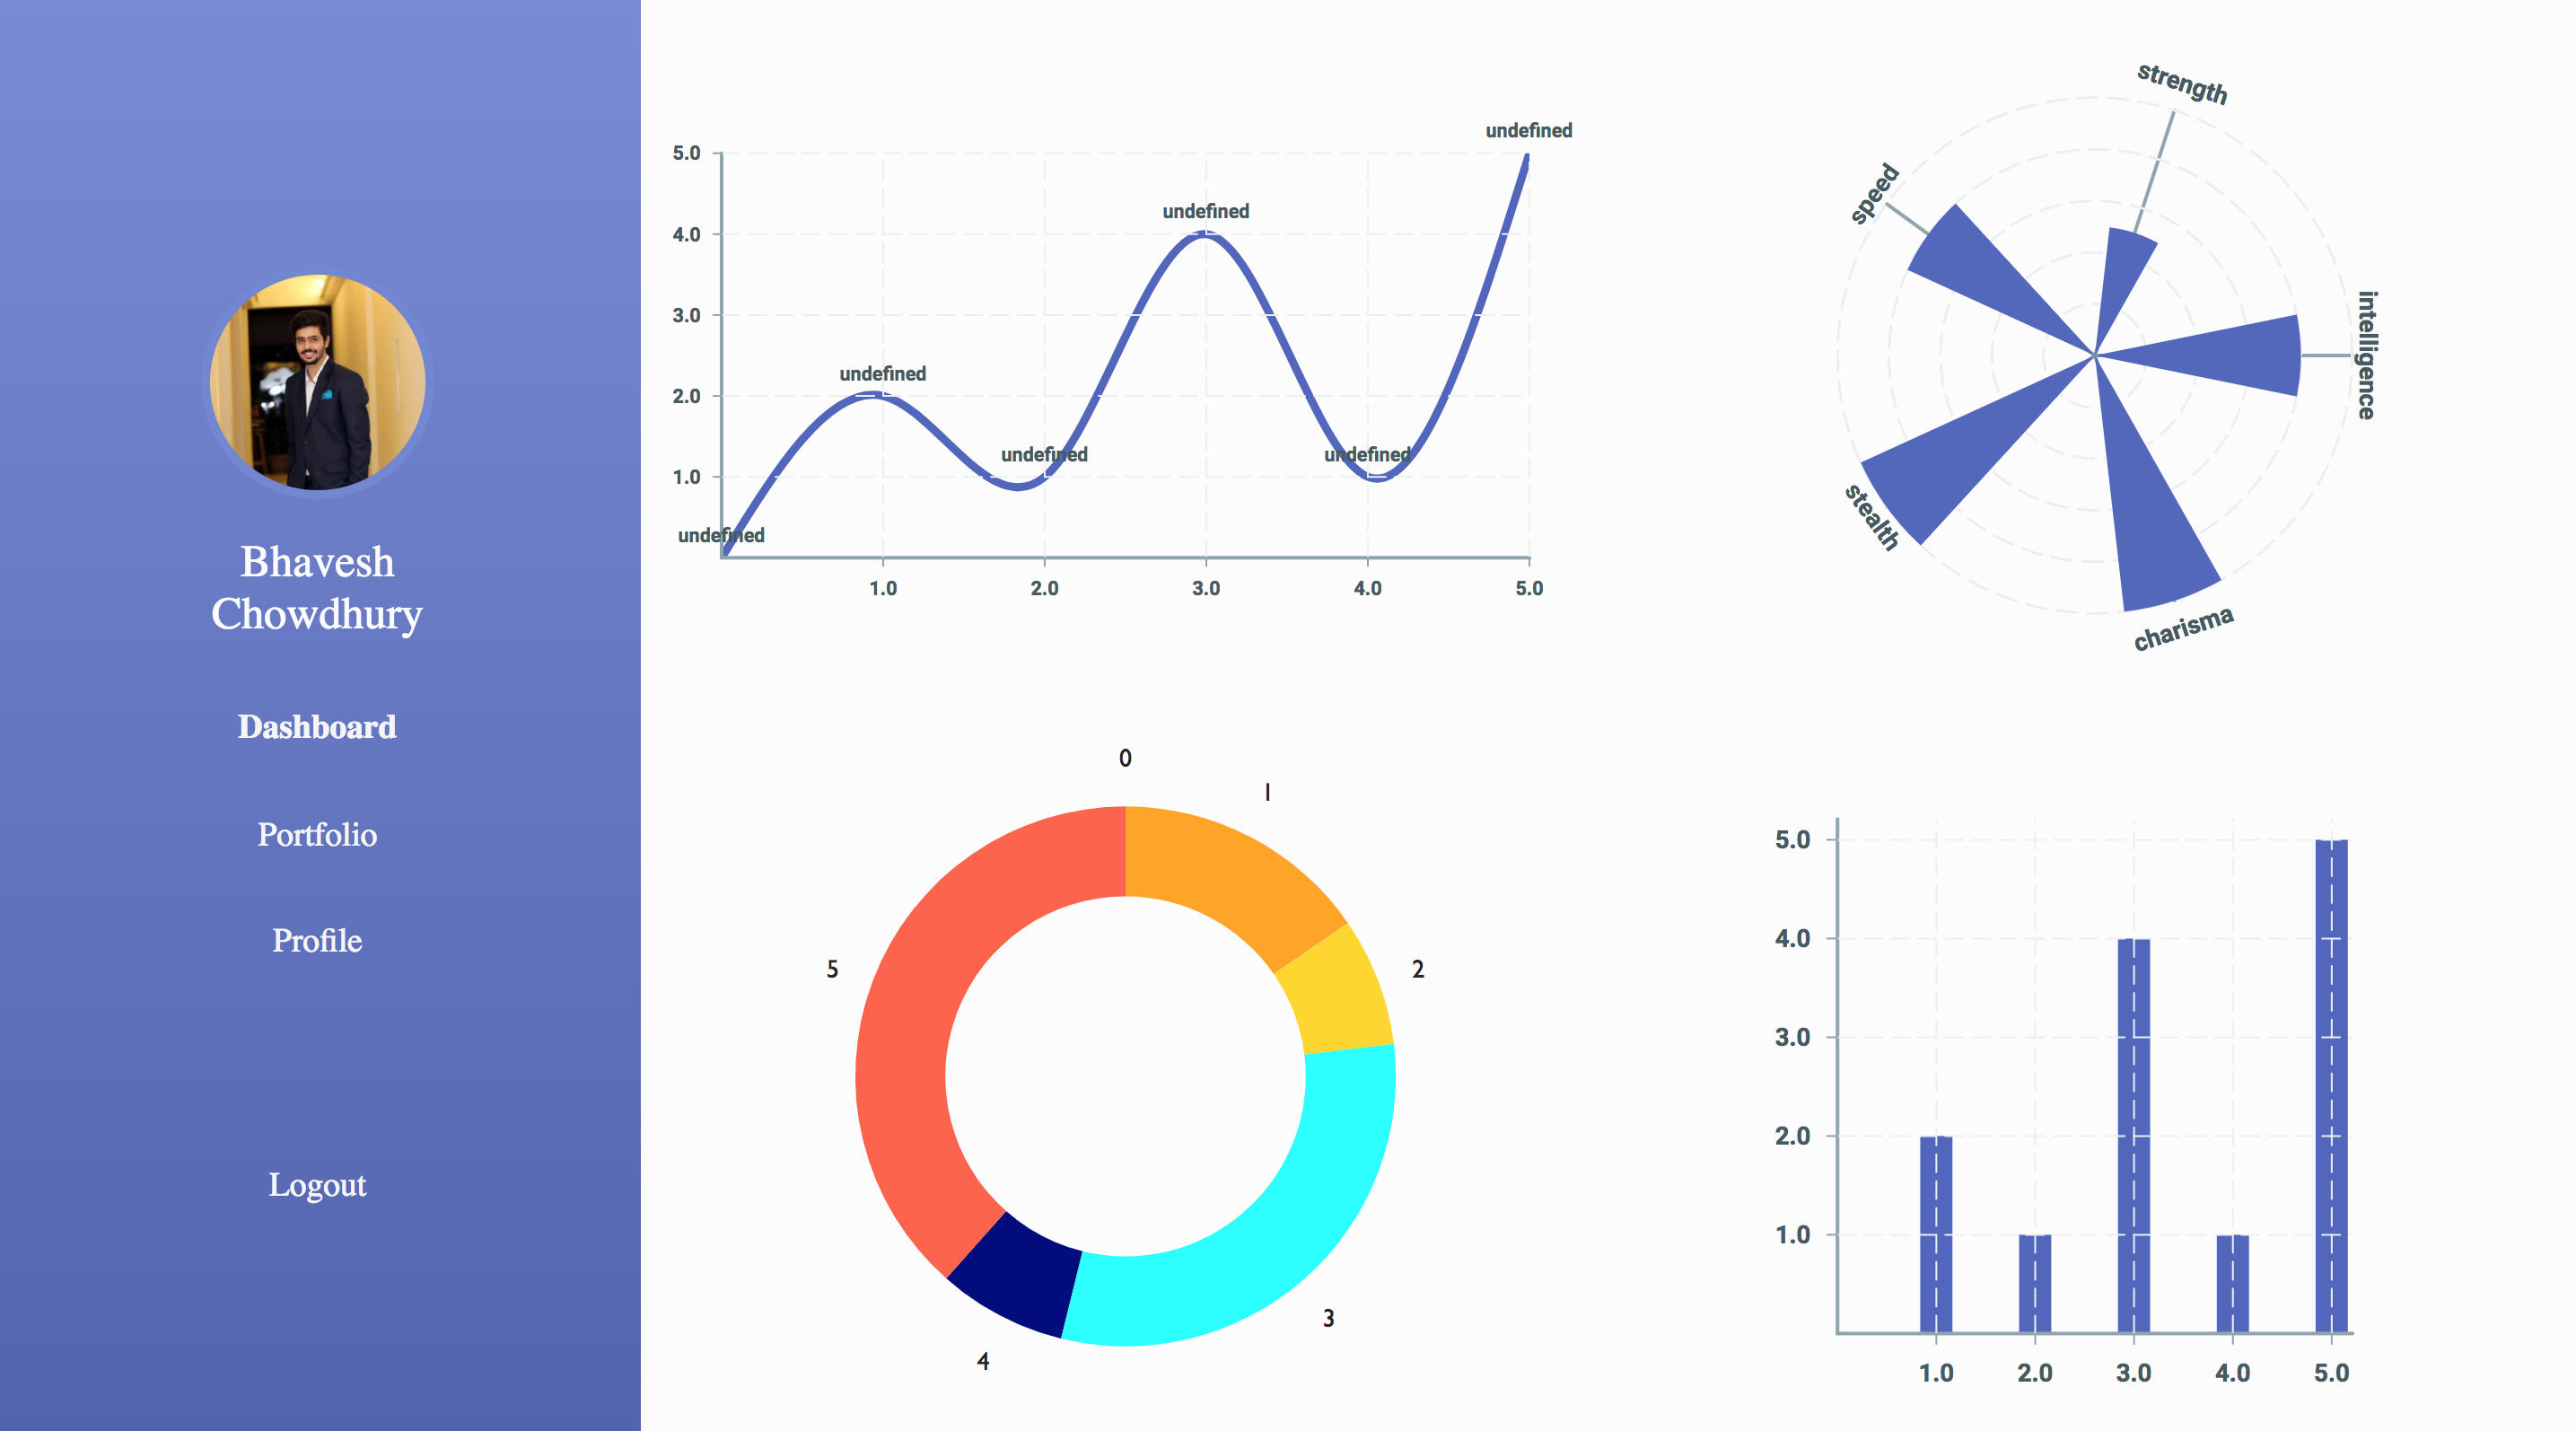 Bhavesh
Chowdhury
Dashboard
Portfolio
Profile
Logout
undefined
5.0
undefined
4.0
3.0
undefined
2.0
undefined
undefined
1.0
undefined
1.0 2.0 3.0 4.0 5.0
strength
speed
intelligence
stealth
charisma
0
1
2
5
3
4
5.0
4.0
3.0
2.0
1.0
1.0 2.0 3.0 4.0 5.0